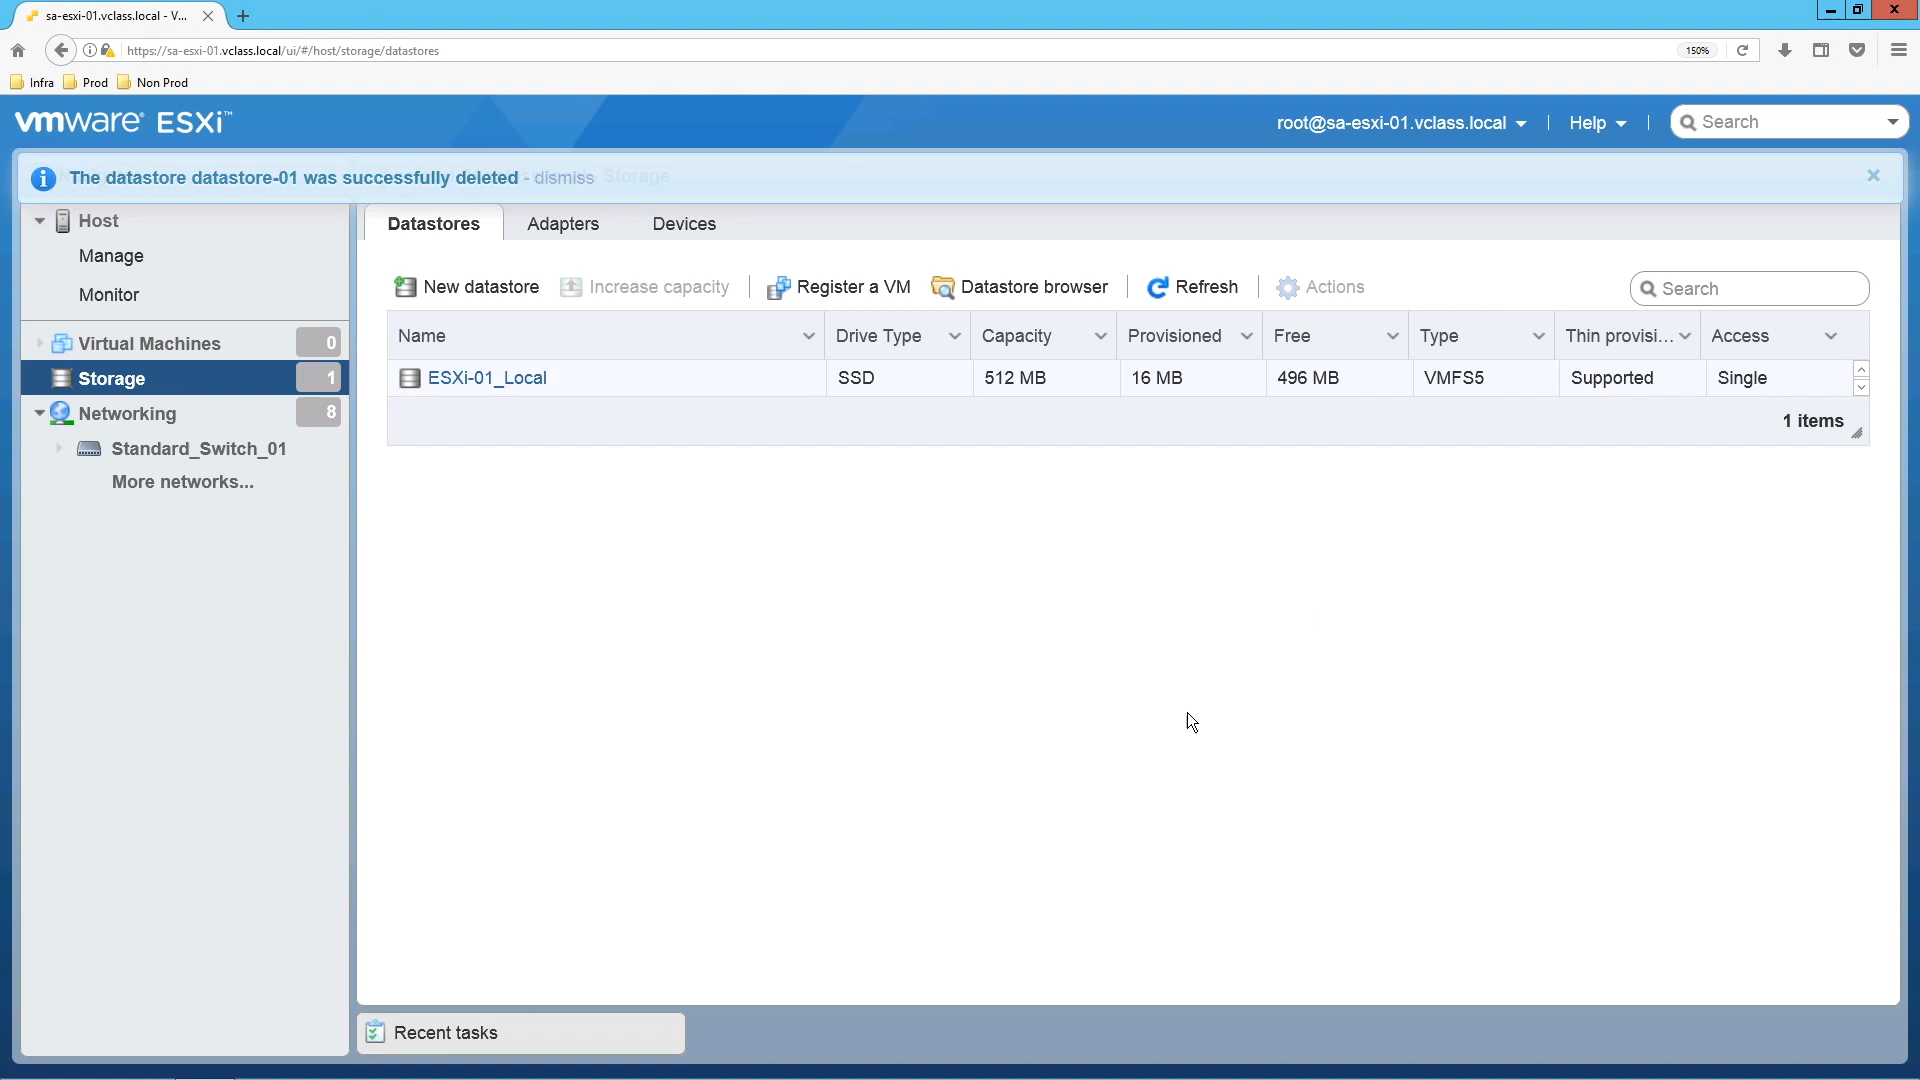 sa-esxi-01.vclass.local - V...
https://sa-esxi-01.vclass.local/ui/#/host/storage/datastores
150%
Infra Prod Non Prod
vmware® ESXi™
root@sa-esxi-01.vclass.local
Help
Search
The datastore datastore-01 was successfully deleted - dismiss
Storage
Host
Manage
Monitor
Virtual Machines 0
Storage 1
Networking 8
Standard_Switch_01
More networks...
Datastores Adapters Devices
New datastore Increase capacity Register a VM Datastore browser Refresh Actions
Search
Name Drive Type Capacity Provisioned Free Type Thin provisi... Access
ESXi-01_Local SSD 512 MB 16 MB 496 MB VMFS5 Supported Single
1 items
Recent tasks